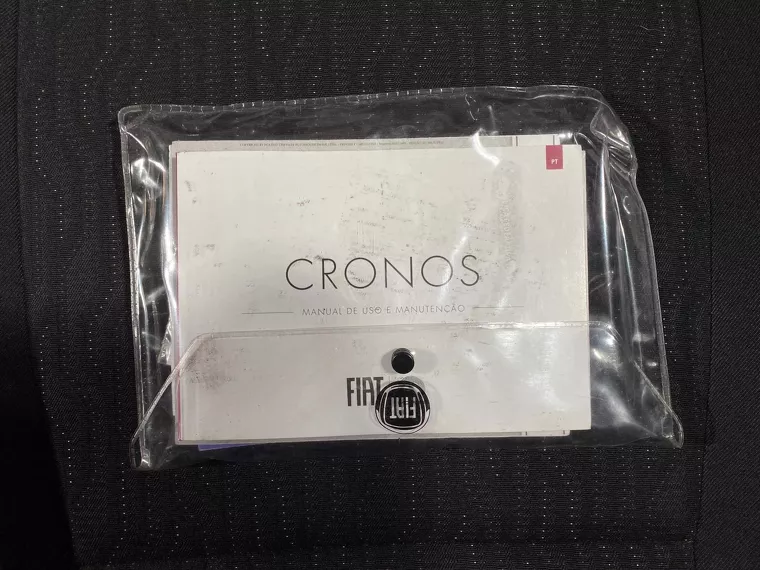 PT
CRONOS
MANUAL DE USO E MANUTENÇÃO
FIAT
FIAT